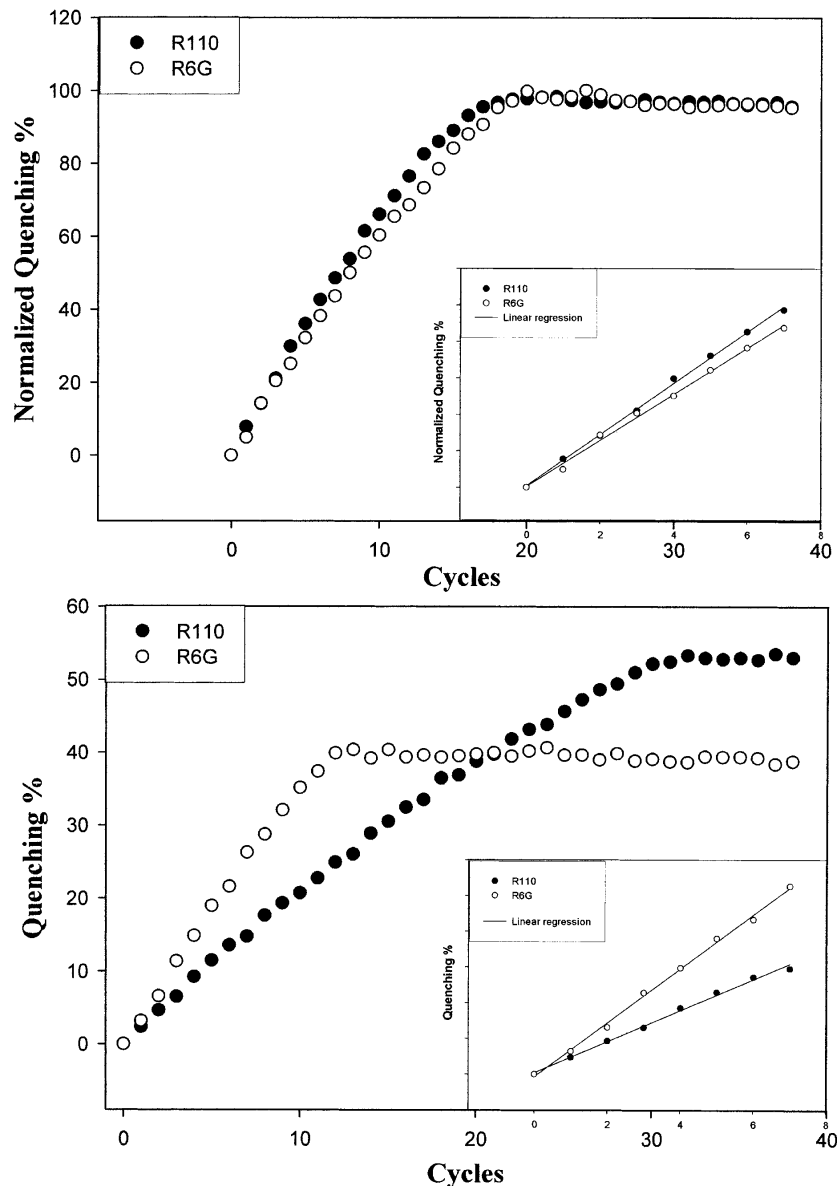 120
100
80
60
40
20
0
Normalized Quenching %
R110
R6G
R110
R6G
Linear regression
Normalized Quenching %
0 2 4 6 8
0 10 20 30 40
Cycles
60
50
40
30
20
10
0
Quenching %
R110
R6G
R110
R6G
Linear regression
Quenching %
0 2 4 6 8
0 10 20 30 40
Cycles